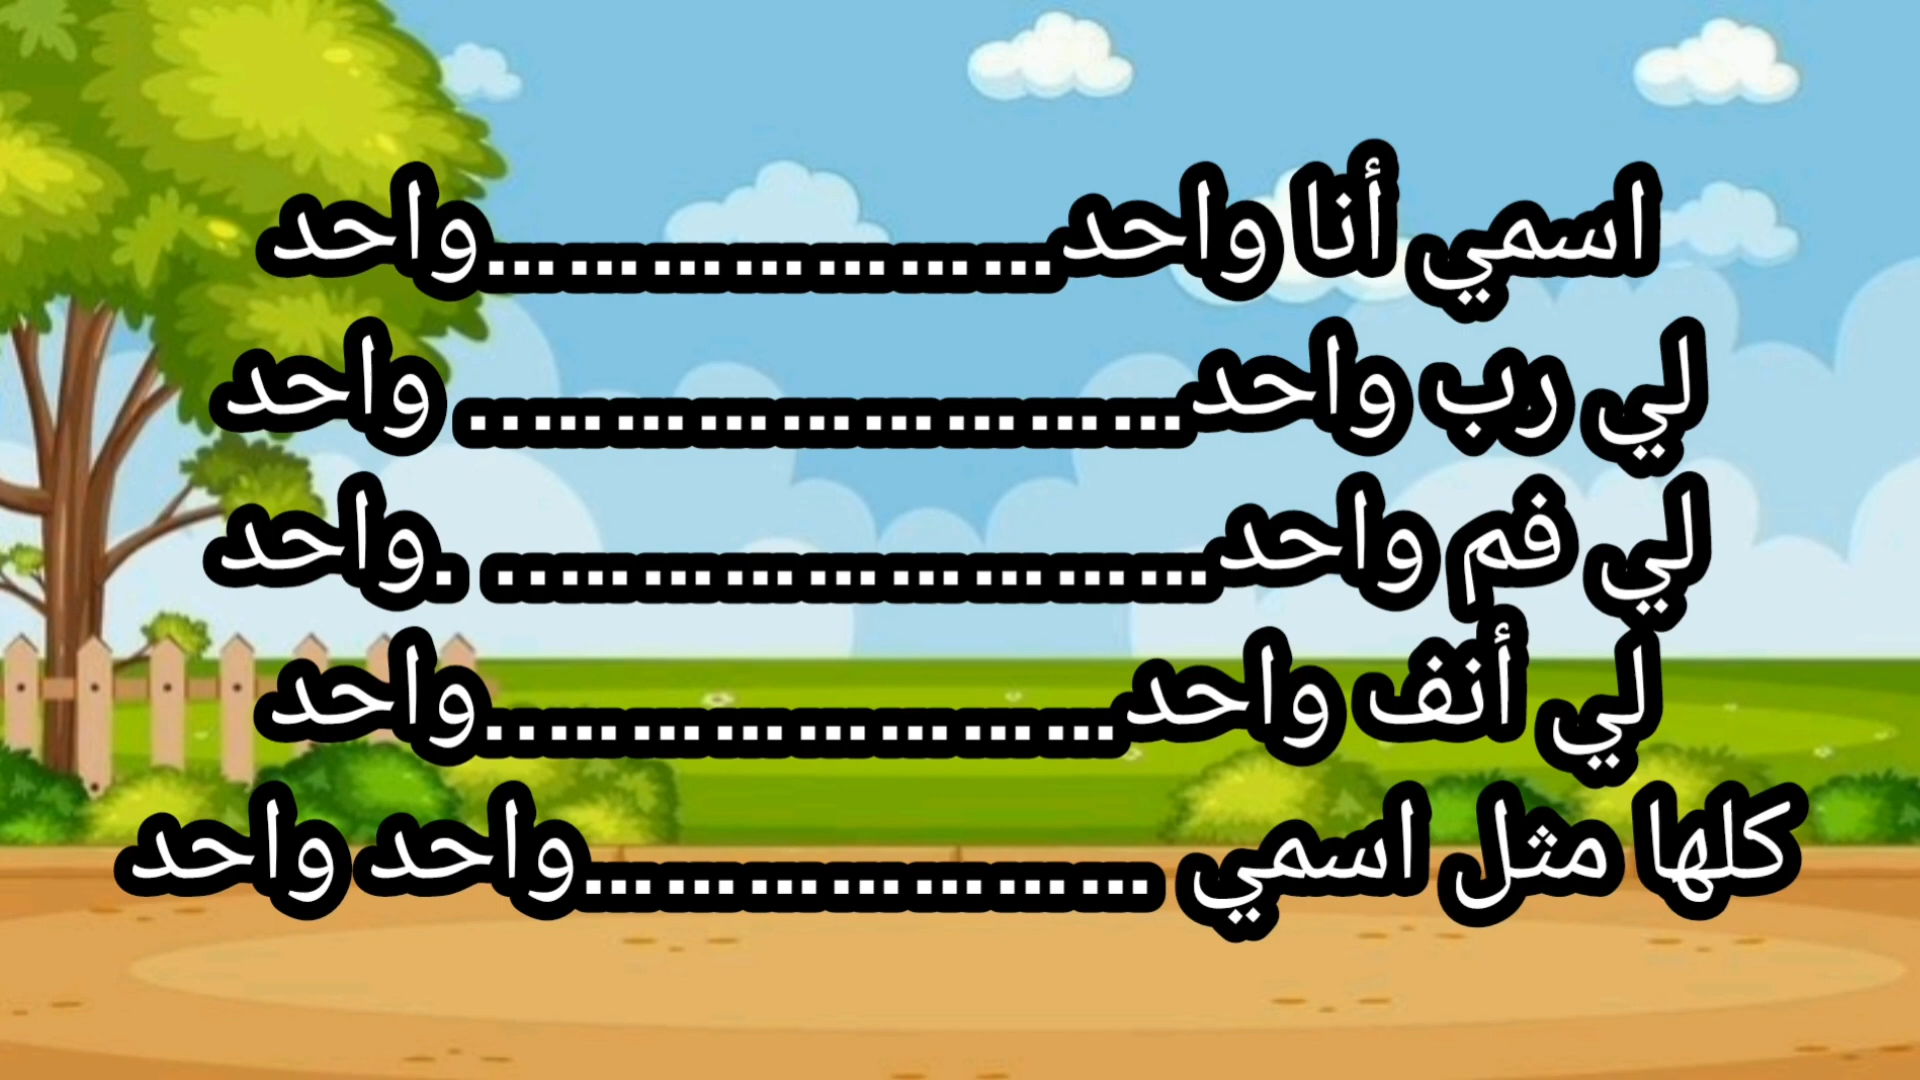 اسمي أنا واحد.....................واحد
لي رب واحد.......................... واحد
لي فم واحد.......................... .واحد
لي أنف واحد.......................واحد
كلها مثل اسمي .....................واحد واحد